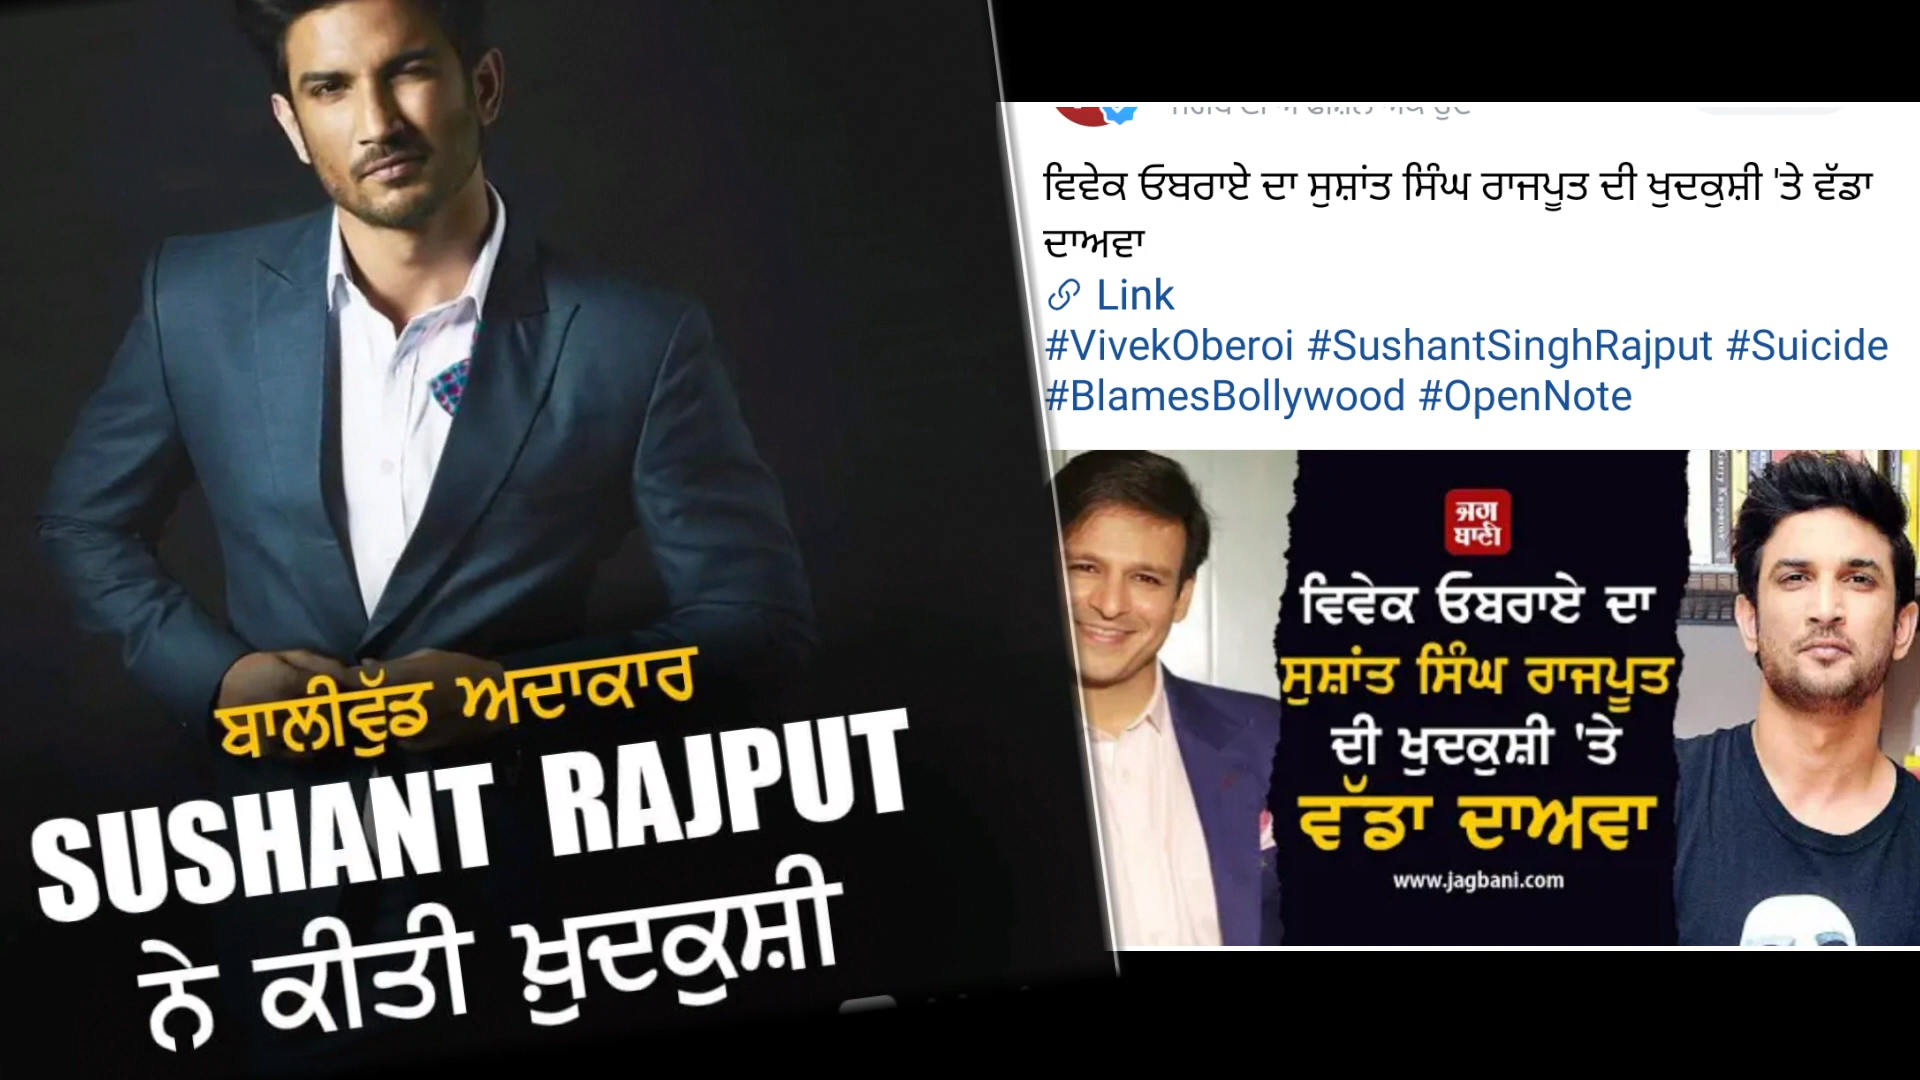 ਬਾਲੀਵੁੱਡ ਅਦਾਕਾਰ
SUSHANT RAJPUT
ਨੇ ਕੀਤੀ ਖ਼ੁਦਕੁਸ਼ੀ
ਵਿਵੇਕ ਓਬਰਾਏ ਦਾ ਸੁਸ਼ਾਂਤ ਸਿੰਘ ਰਾਜਪੂਤ ਦੀ ਖੁਦਕੁਸ਼ੀ 'ਤੇ ਵੱਡਾ
ਦਾਅਵਾ
Link
#VivekOberoi #SushantSinghRajput #Suicide
#BlamesBollywood #OpenNote
ਜਗ
ਬਾਣੀ
ਵਿਵੇਕ ਓਬਰਾਏ ਦਾ
ਸੁਸ਼ਾਂਤ ਸਿੰਘ ਰਾਜਪੂਤ
ਦੀ ਖੁਦਕੁਸ਼ੀ 'ਤੇ
ਵੱਡਾ ਦਾਅਵਾ
www.jagbani.com